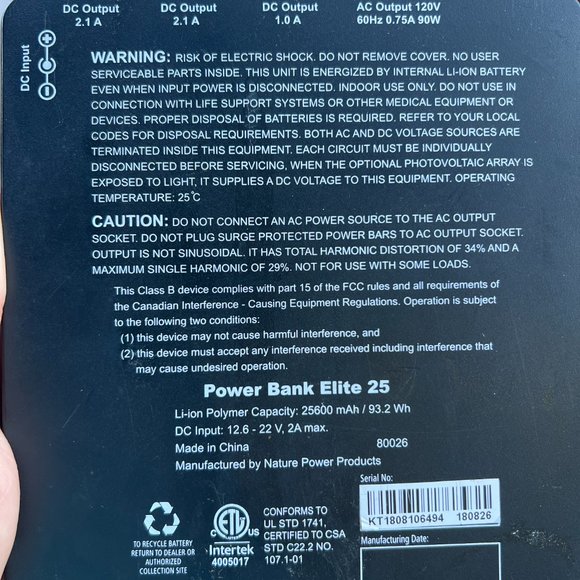 DC Output DC Output DC Output AC Output 120V
2.1 A 2.1 A 1.0 A 60Hz 0.75A 90W
DC Input
WARNING: RISK OF ELECTRIC SHOCK. DO NOT REMOVE COVER. NO USER
SERVICEABLE PARTS INSIDE. THIS UNIT IS ENERGIZED BY INTERNAL LI-ION BATTERY
EVEN WHEN INPUT POWER IS DISCONNECTED. INDOOR USE ONLY. DO NOT USE IN
CONNECTION WITH LIFE SUPPORT SYSTEMS OR OTHER MEDICAL EQUIPMENT OR
DEVICES. PROPER DISPOSAL OF BATTERIES IS REQUIRED. REFER TO YOUR LOCAL
CODES FOR DISPOSAL REQUIREMENTS. BOTH AC AND DC VOLTAGE SOURCES ARE
TERMINATED INSIDE THIS EQUIPMENT. EACH CIRCUIT MUST BE INDIVIDUALLY
DISCONNECTED BEFORE SERVICING, WHEN THE OPTIONAL PHOTOVOLTAIC ARRAY IS
EXPOSED TO LIGHT, IT SUPPLIES A DC VOLTAGE TO THIS EQUIPMENT. OPERATING
TEMPERATURE: 25℃
CAUTION: DO NOT CONNECT AN AC POWER SOURCE TO THE AC OUTPUT
SOCKET. DO NOT PLUG SURGE PROTECTED POWER BARS TO AC OUTPUT SOCKET.
OUTPUT IS NOT SINUSOIDAL. IT HAS TOTAL HARMONIC DISTORTION OF 34% AND A
MAXIMUM SINGLE HARMONIC OF 29%. NOT FOR USE WITH SOME LOADS.
This Class B device complies with part 15 of the FCC rules and all requirements of
the Canadian Interference - Causing Equipment Regulations. Operation is subject
to the following two conditions:
(1) this device may not cause harmful interference, and
(2) this device must accept any interference received including interference that
may cause undesired operation.
Power Bank Elite 25
Li-ion Polymer Capacity: 25600 mAh / 93.2 Wh
DC Input: 12.6 - 22 V, 2A max.
Made in China 80026
Manufactured by Nature Power Products
Serial No:
KT1808106494 180826
Manufacturing Date:
TO RECYCLE BATTERY
RETURN TO DEALER OR
AUTHORIZED
COLLECTION SITE
ETL
Intertek
4005017
CONFORMS TO
UL STD 1741,
CERTIFIED TO CSA
STD C22.2 NO.
107.1-01